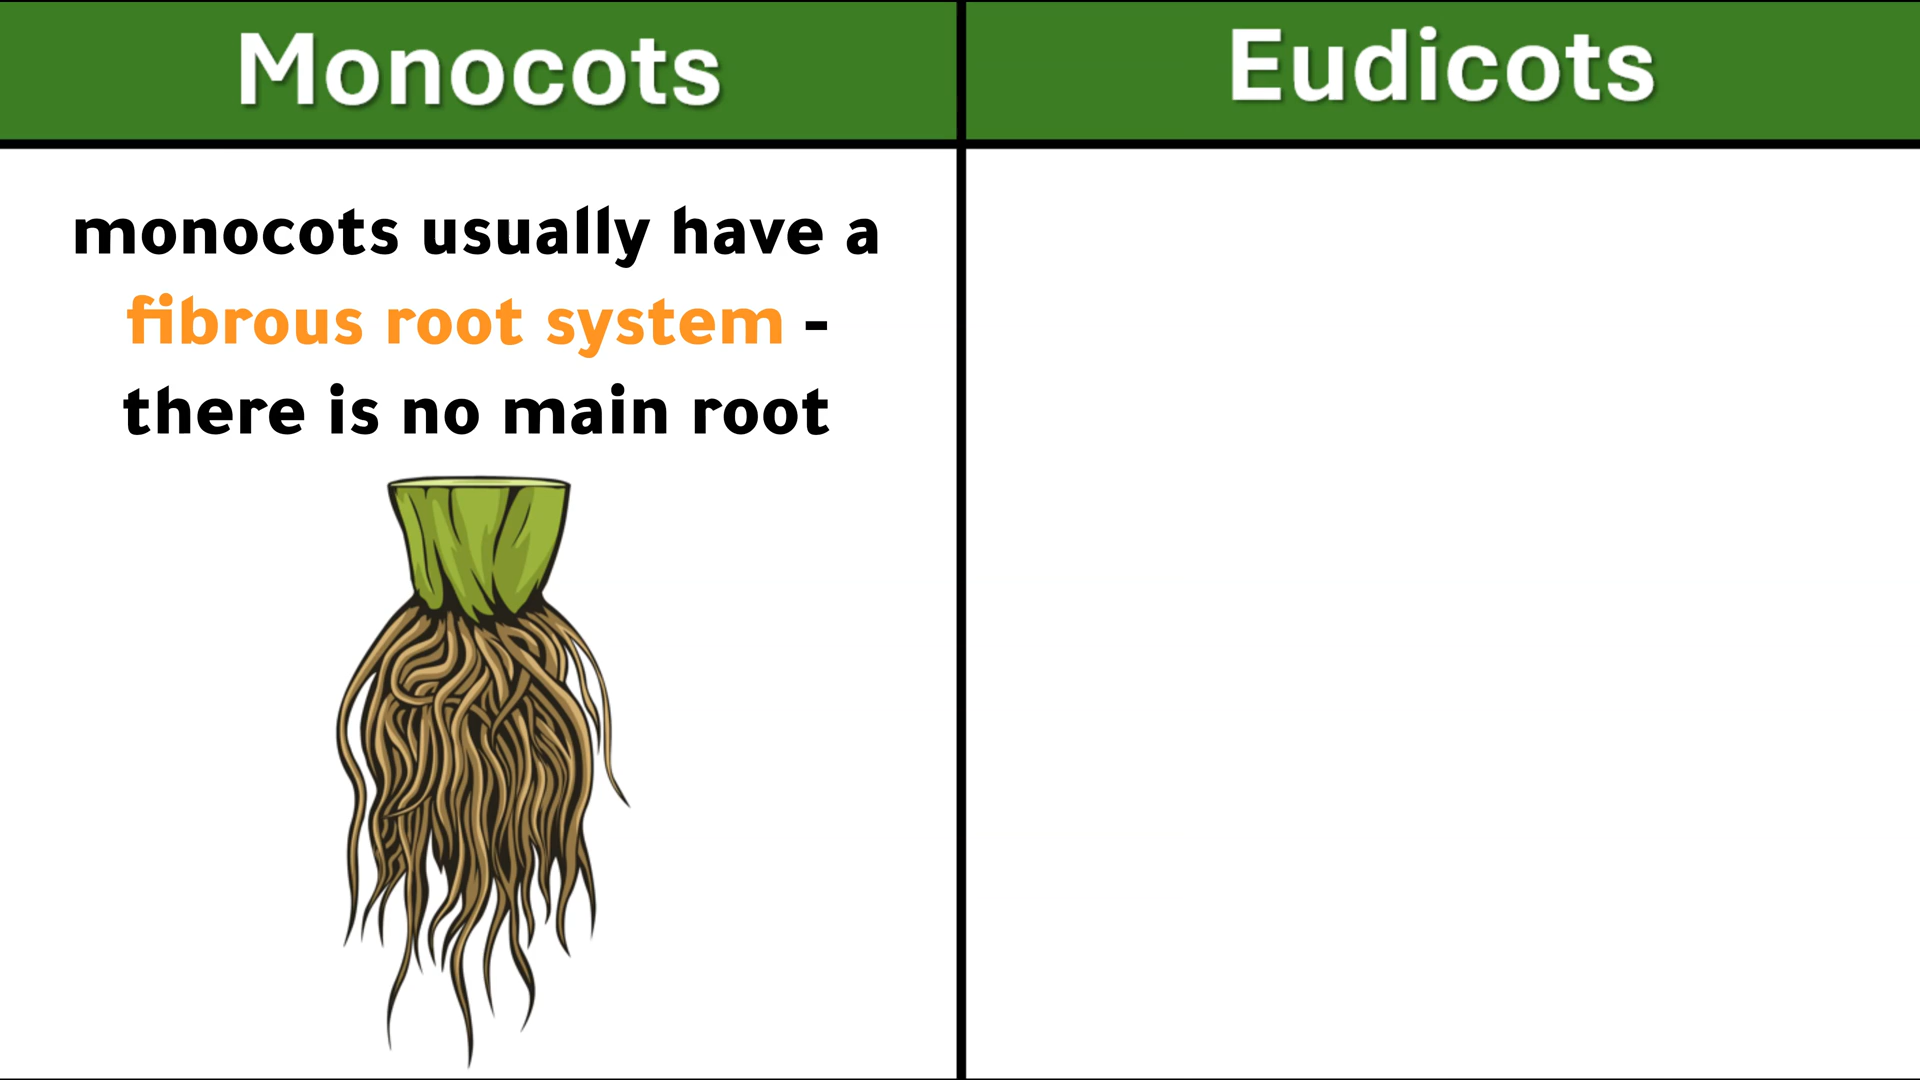 Monocots
Eudicots
monocots usually have a
fibrous root system -
there is no main root